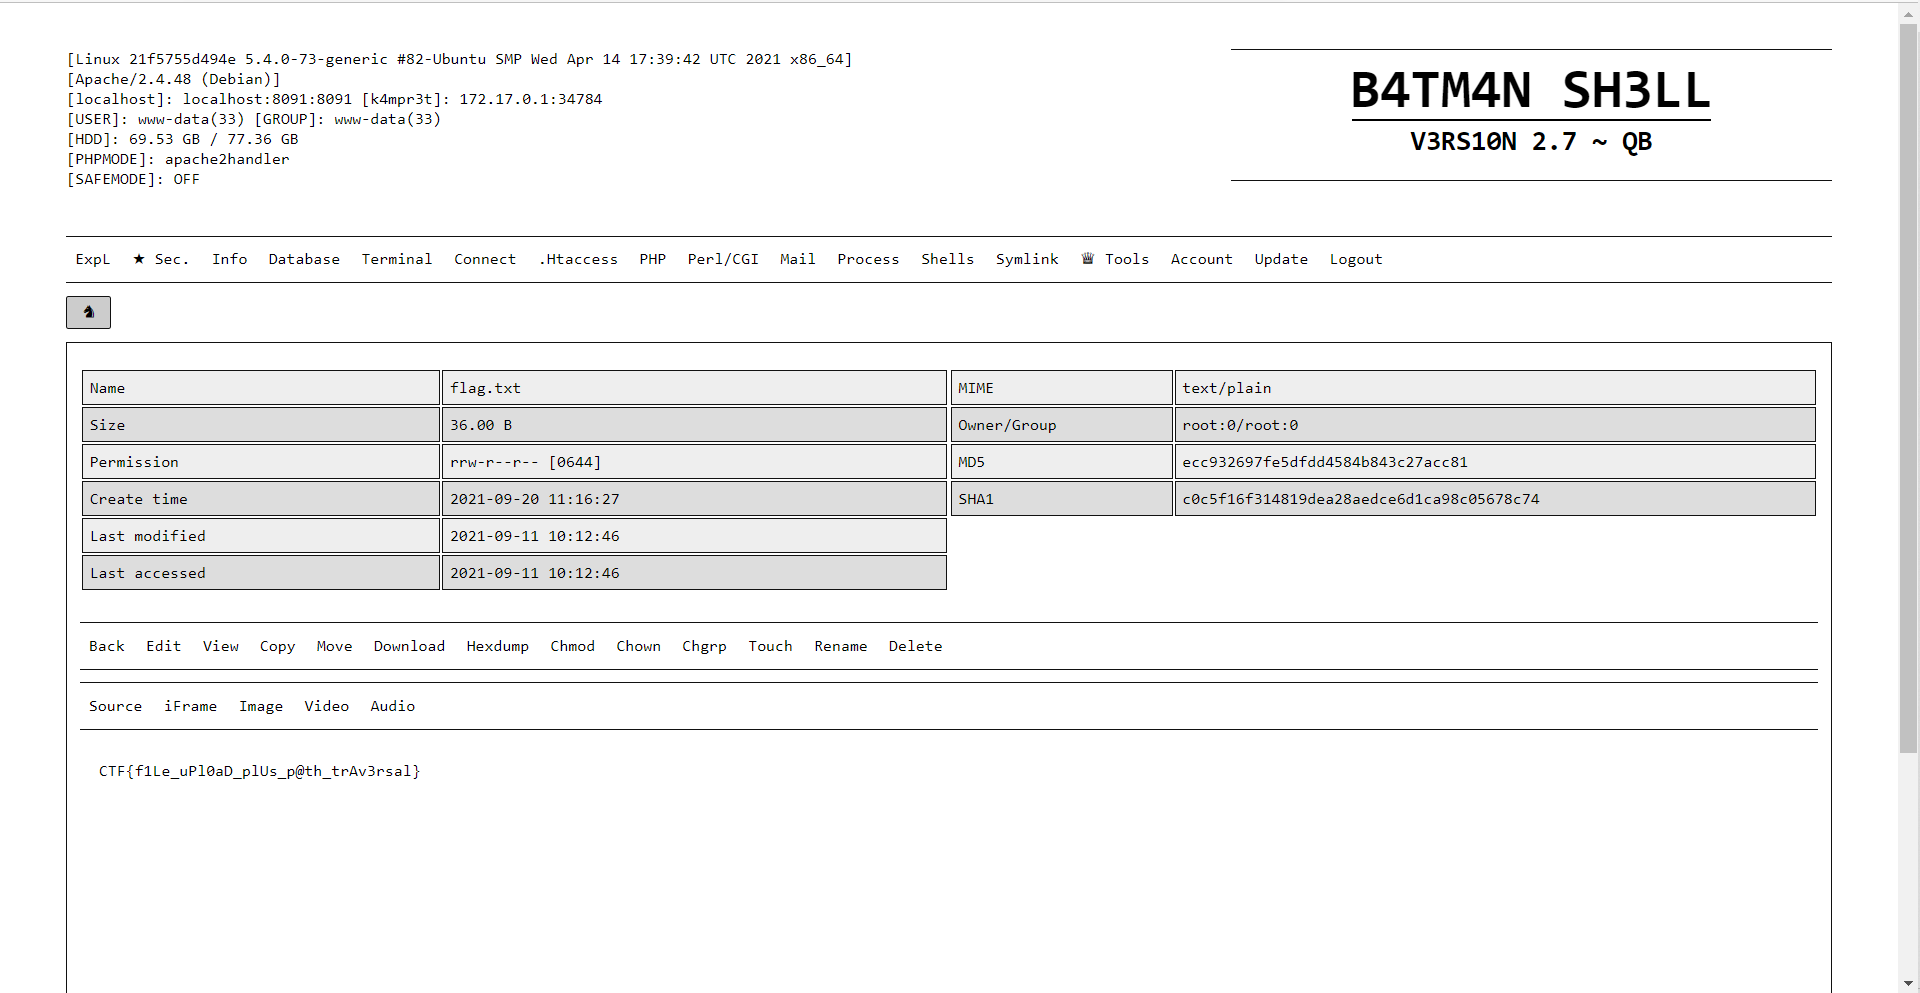 [Linux 21f5755d494e 5.4.0-73-generic #82-Ubuntu SMP Wed Apr 14 17:39:42 UTC 2021 x86_64]
[Apache/2.4.48 (Debian)]
[localhost]: localhost:8091:8091 [k4mpr3t]: 172.17.0.1:34784
[USER]: www-data(33) [GROUP]: www-data(33)
[HDD]: 69.53 GB / 77.36 GB
[PHPMODE]: apache2handler
[SAFEMODE]: OFF
B4TM4N SH3LL
V3RS10N 2.7 ~ QB
ExpL ★ Sec. Info Database Terminal Connect .Htaccess PHP Perl/CGI Mail Process Shells Symlink ♛ Tools Account Update Logout
♞
Name flag.txt MIME text/plain
Size 36.00 B Owner/Group root:0/root:0
Permission rrw-r--r-- [0644] MD5 ecc932697fe5dfdd4584b843c27acc81
Create time 2021-09-20 11:16:27 SHA1 c0c5f16f314819dea28aedce6d1ca98c05678c74
Last modified 2021-09-11 10:12:46
Last accessed 2021-09-11 10:12:46
Back Edit View Copy Move Download Hexdump Chmod Chown Chgrp Touch Rename Delete
Source iFrame Image Video Audio
CTF{f1Le_uPl0aD_plUs_p@th_trAv3rsal}